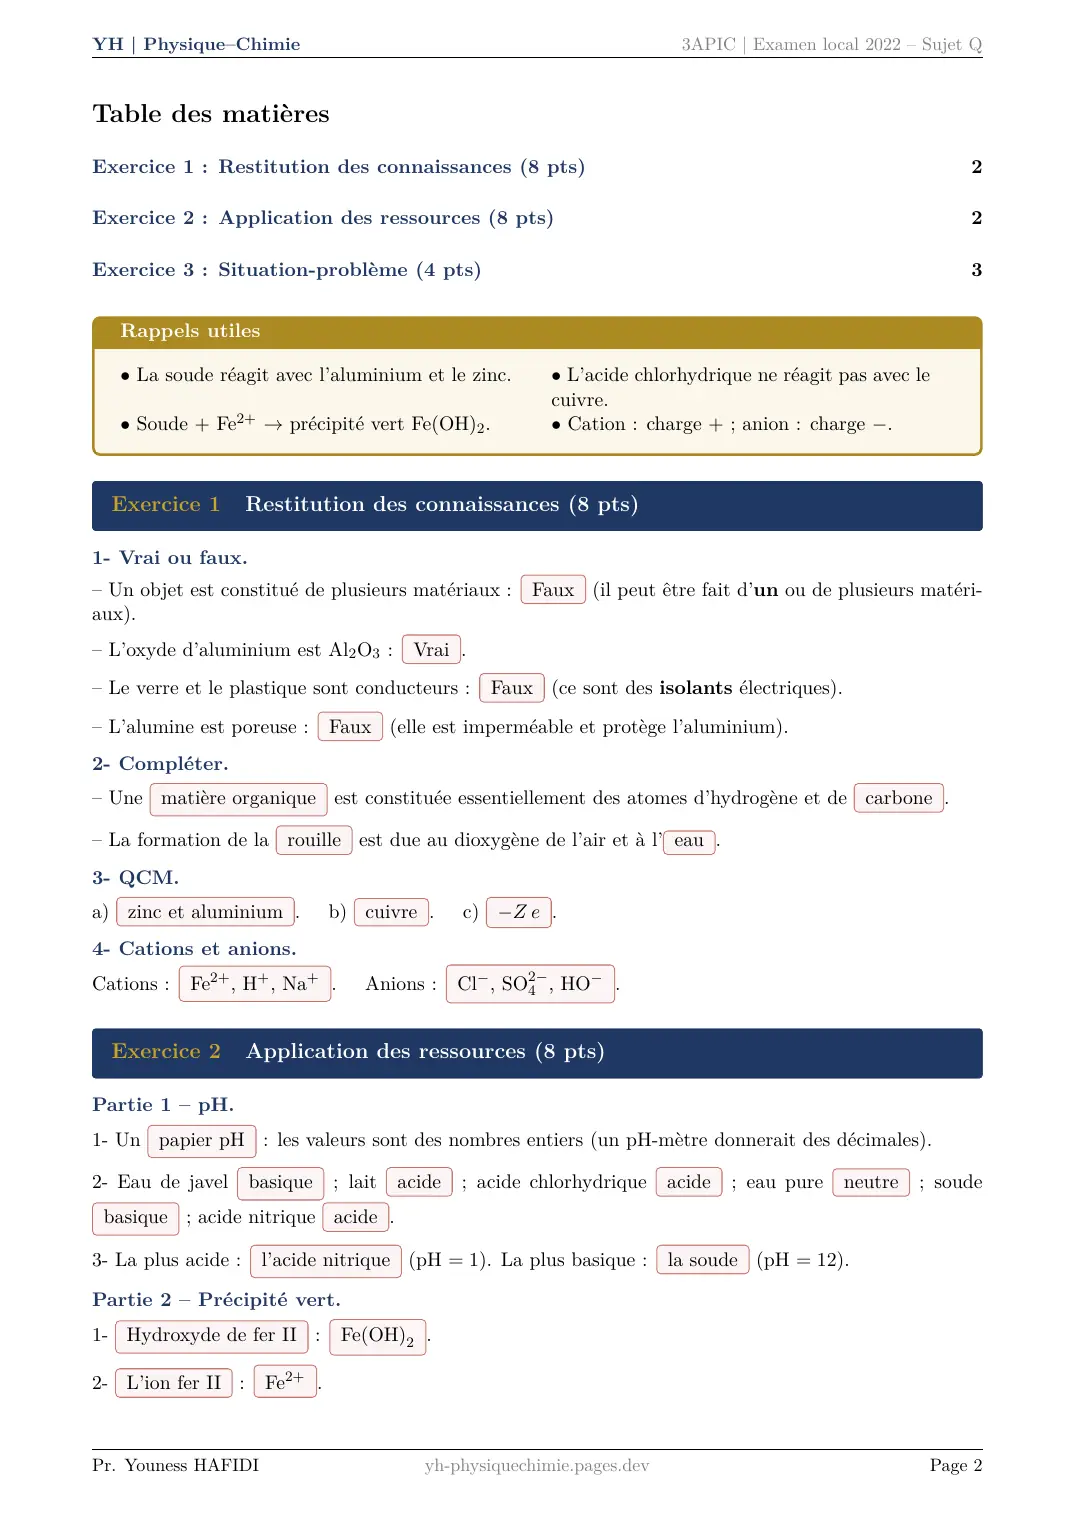 YH | Physique–Chimie 3APIC | Examen local 2022 – Sujet Q
Table des matières
Exercice 1 : Restitution des connaissances (8 pts) 2
Exercice 2 : Application des ressources (8 pts) 2
Exercice 3 : Situation-problème (4 pts) 3
Rappels utiles
• La soude réagit avec l'aluminium et le zinc.
• L'acide chlorhydrique ne réagit pas avec le
cuivre.
• Soude + Fe²⁺ → précipité vert Fe(OH)₂.
• Cation : charge + ; anion : charge −.
Exercice 1 Restitution des connaissances (8 pts)
1- Vrai ou faux.
– Un objet est constitué de plusieurs matériaux : Faux (il peut être fait d'un ou de plusieurs matéri-
aux).
– L'oxyde d'aluminium est Al₂O₃ : Vrai .
– Le verre et le plastique sont conducteurs : Faux (ce sont des isolants électriques).
– L'alumine est poreuse : Faux (elle est imperméable et protège l'aluminium).
2- Compléter.
– Une matière organique est constituée essentiellement des atomes d'hydrogène et de carbone .
– La formation de la rouille est due au dioxygène de l'air et à l' eau .
3- QCM.
a) zinc et aluminium . b) cuivre . c) −Z e .
4- Cations et anions.
Cations : Fe²⁺, H⁺, Na⁺ . Anions : Cl⁻, SO₄²⁻, HO⁻ .
Exercice 2 Application des ressources (8 pts)
Partie 1 – pH.
1- Un papier pH : les valeurs sont des nombres entiers (un pH-mètre donnerait des décimales).
2- Eau de javel basique ; lait acide ; acide chlorhydrique acide ; eau pure neutre ; soude
basique ; acide nitrique acide .
3- La plus acide : l'acide nitrique (pH = 1). La plus basique : la soude (pH = 12).
Partie 2 – Précipité vert.
1- Hydroxyde de fer II : Fe(OH)₂ .
2- L'ion fer II : Fe²⁺ .
Pr. Youness HAFIDI yh-physiquechimie.pages.dev Page 2